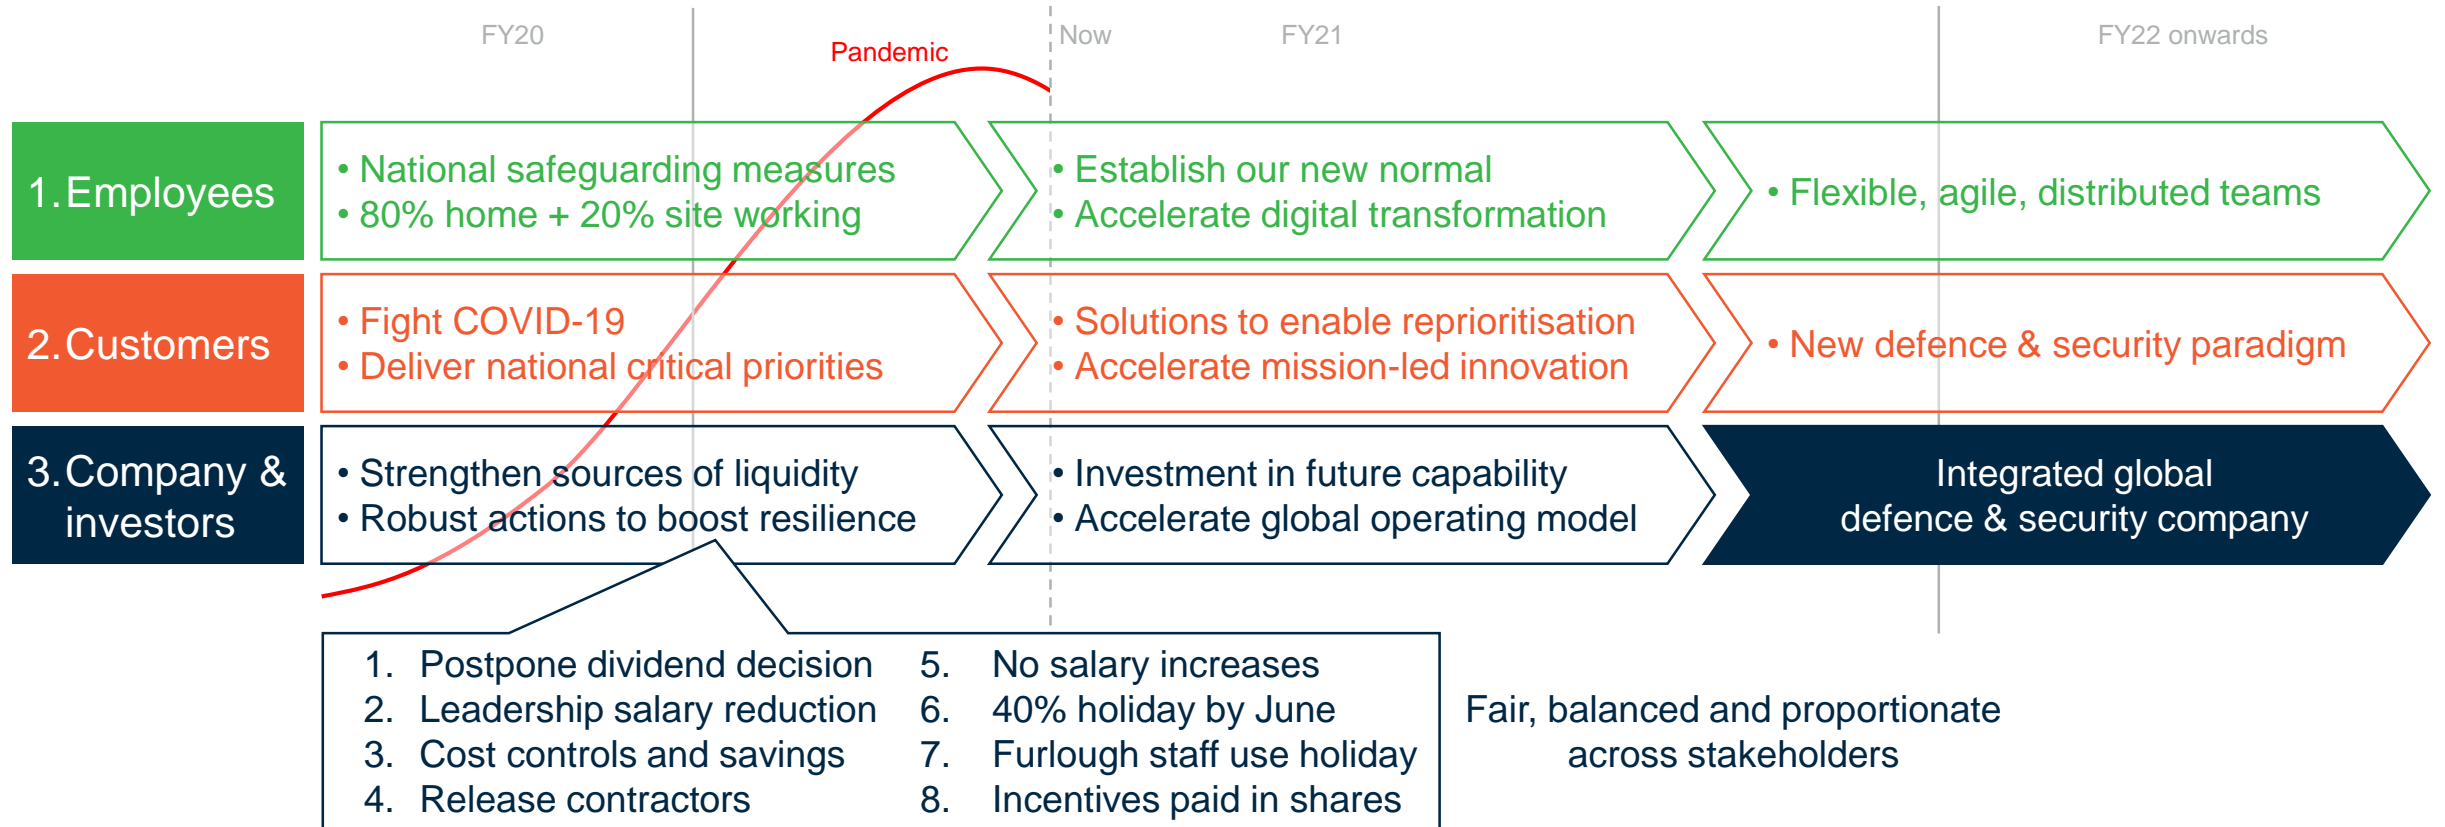 FY20
Pandemic
Now
FY21
FY22 onwards
1. Employees
• National safeguarding measures
• 80% home + 20% site working
• Establish our new normal
• Accelerate digital transformation
• Flexible, agile, distributed teams
2. Customers
• Fight COVID-19
• Deliver national critical priorities
• Solutions to enable reprioritisation
• Accelerate mission-led innovation
• New defence & security paradigm
3. Company &
investors
• Strengthen sources of liquidity
• Robust actions to boost resilience
• Investment in future capability
• Accelerate global operating model
Integrated global
defence & security company
1. Postpone dividend decision
2. Leadership salary reduction
3. Cost controls and savings
4. Release contractors
5. No salary increases
6. 40% holiday by June
7. Furlough staff use holiday
8. Incentives paid in shares
Fair, balanced and proportionate
across stakeholders